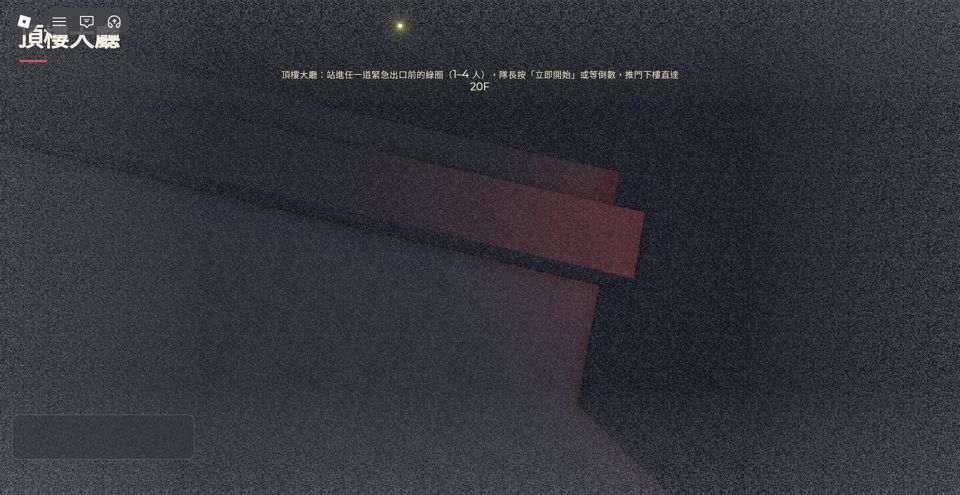 頂樓大廳
頂樓大廳：站進任一道緊急出口前的綠圈（1–4 人），隊長按「立即開始」或等倒數，推門下樓直達
20F